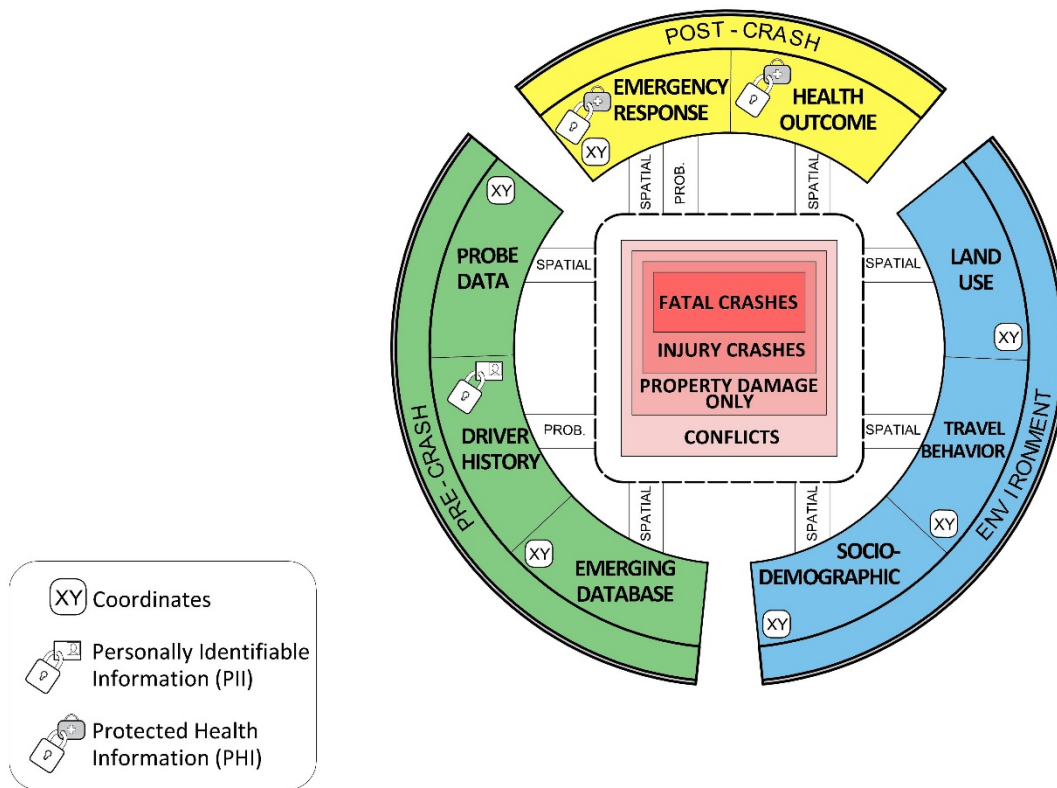 POST - CRASH
EMERGENCY
RESPONSE
HEALTH
OUTCOME
XY
SPATIAL
PROB.
SPATIAL
PRE - CRASH
XY
PROBE
DATA
SPATIAL
DRIVER
HISTORY
PROB.
XY
EMERGING
DATABASE
SPATIAL
FATAL CRASHES
INJURY CRASHES
PROPERTY DAMAGE
ONLY
CONFLICTS
ENVIRONMENT
LAND
USE
SPATIAL
XY
TRAVEL
BEHAVIOR
SPATIAL
XY
SOCIO-
DEMOGRAPHIC
SPATIAL
XY
XY Coordinates
Personally Identifiable
Information (PII)
Protected Health
Information (PHI)